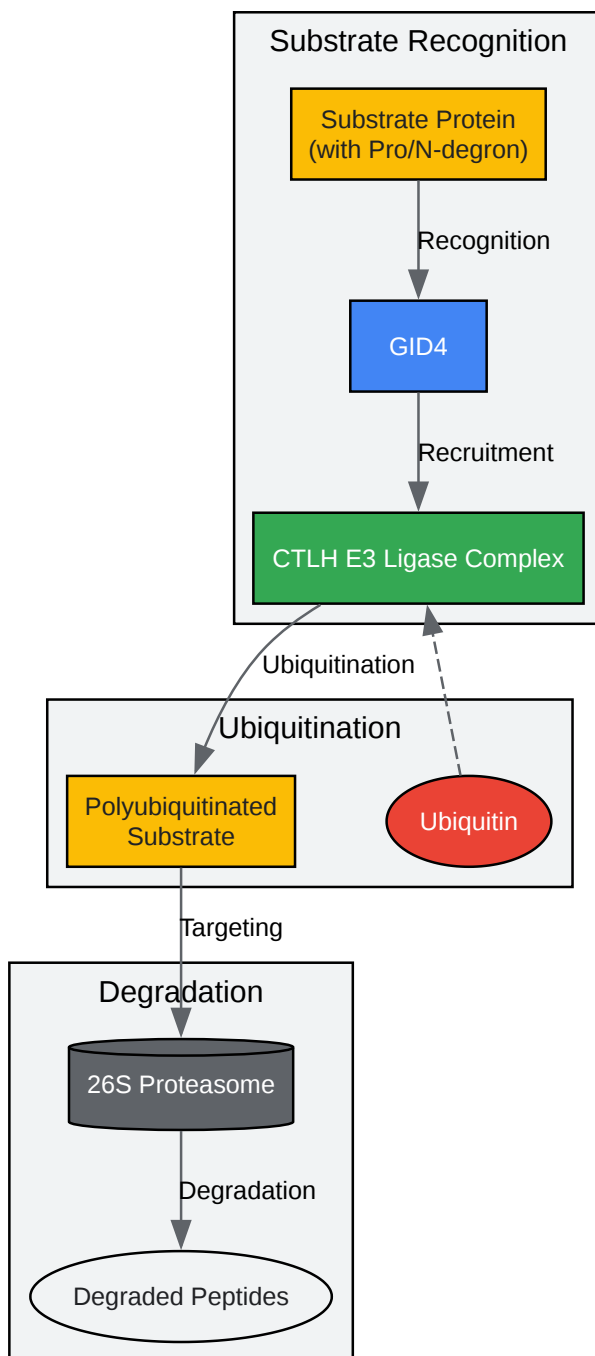 Substrate Recognition
Substrate Protein
(with Pro/N-degron)
Recognition
GID4
Recruitment
CTLH E3 Ligase Complex
Ubiquitination
Ubiquitination
Polyubiquitinated
Substrate
Ubiquitin
Targeting
Degradation
26S Proteasome
Degradation
Degraded Peptides